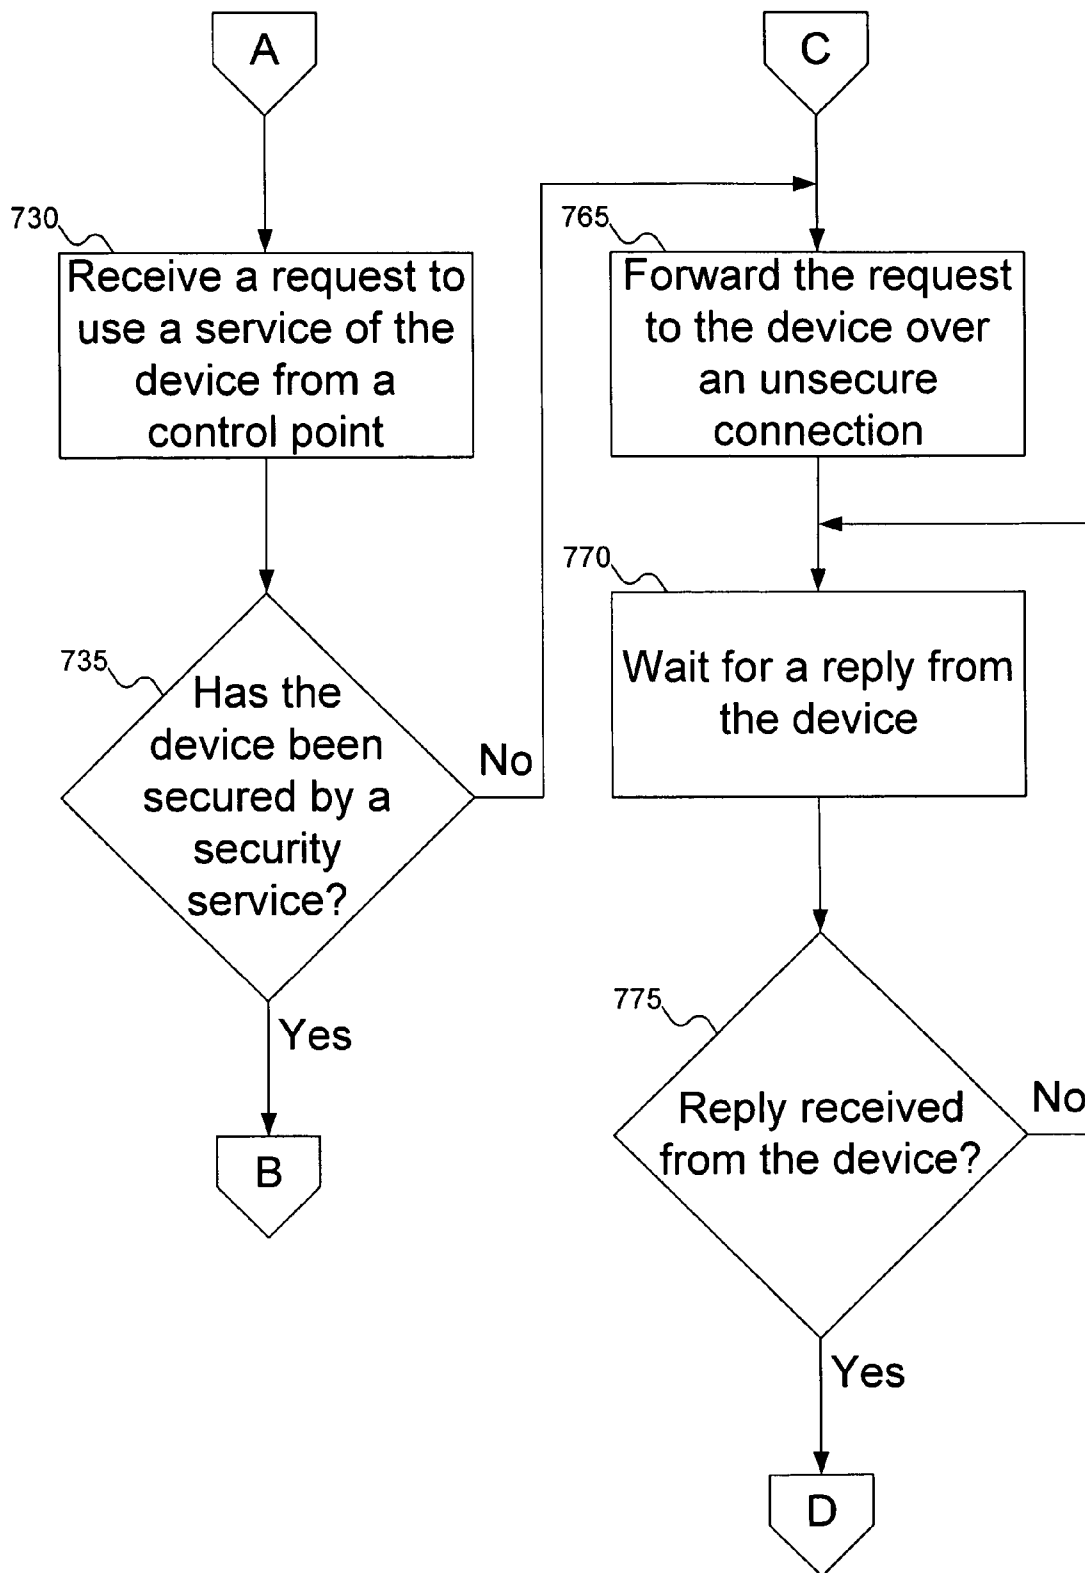 A
730
Receive a request to
use a service of the
device from a
control point
735
Has the
device been
secured by a
security
service?
No
Yes
B
C
765
Forward the request
to the device over
an unsecure
connection
770
Wait for a reply from
the device
775
Reply received
from the device?
No
Yes
D